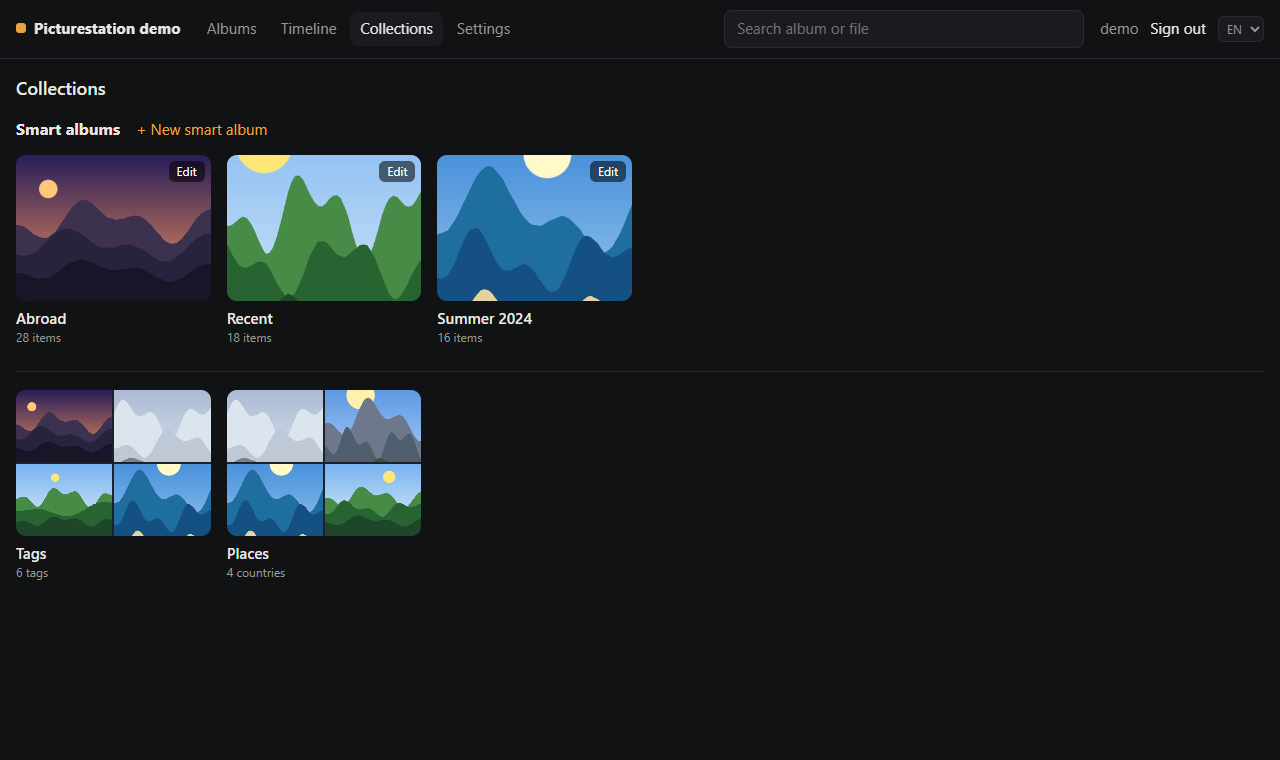 Picturestation demo Albums Timeline Collections Settings Search album or file demo Sign out EN
Collections
Smart albums + New smart album
Edit Edit Edit
Abroad Recent Summer 2024
28 items 18 items 16 items
Tags Places
6 tags 4 countries